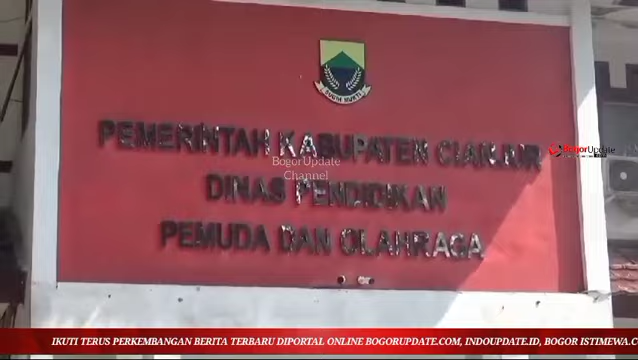 SUGIH MUKTI
PEMERINTAH KABUPATEN CIANJUR
BogorUpdate
Channel
BogorUpdate
DINAS PENDIDIKAN
PEMUDA DAN OLAHRAGA
IKUTI TERUS PERKEMBANGAN BERITA TERBARU DIPORTAL ONLINE BOGORUPDATE.COM, INDOUPDATE.ID, BOGOR ISTIMEWA.C